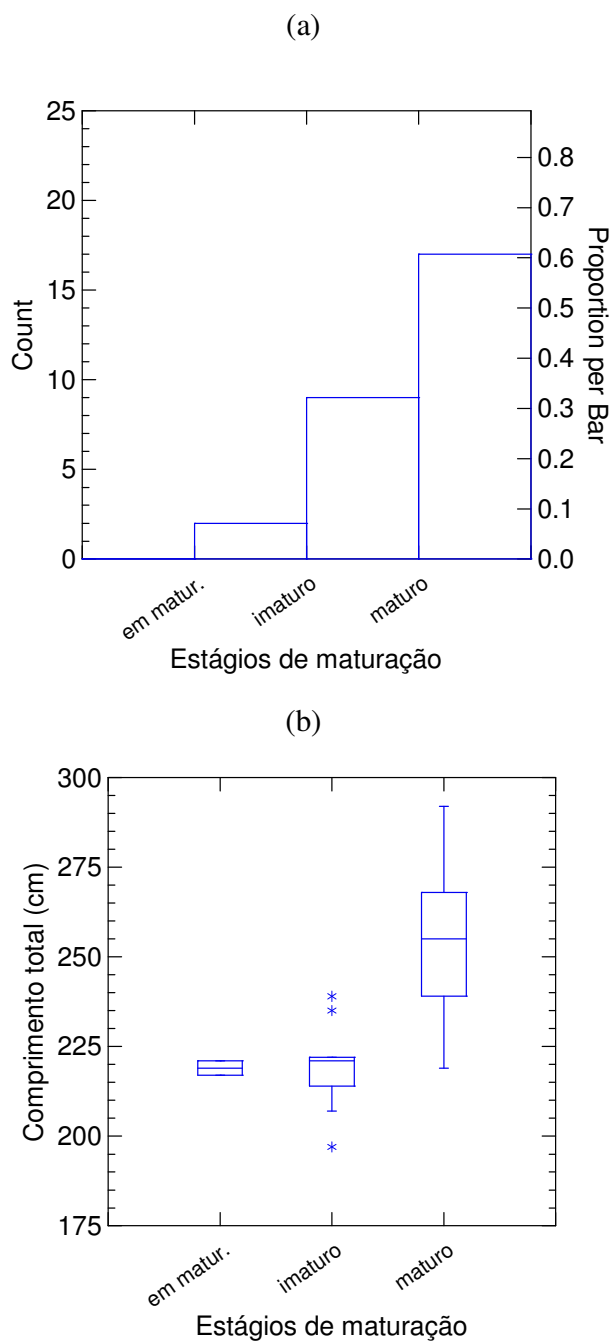 (a)
25
20
15
10
5
0
Count
0.8
0.7
0.6
0.5
0.4
0.3
0.2
0.1
0.0
Proportion per Bar
em matur.
imaturo
maturo
Estágios de maturação
(b)
300
275
250
225
200
175
Comprimento total (cm)
em matur.
imaturo
maturo
Estágios de maturação